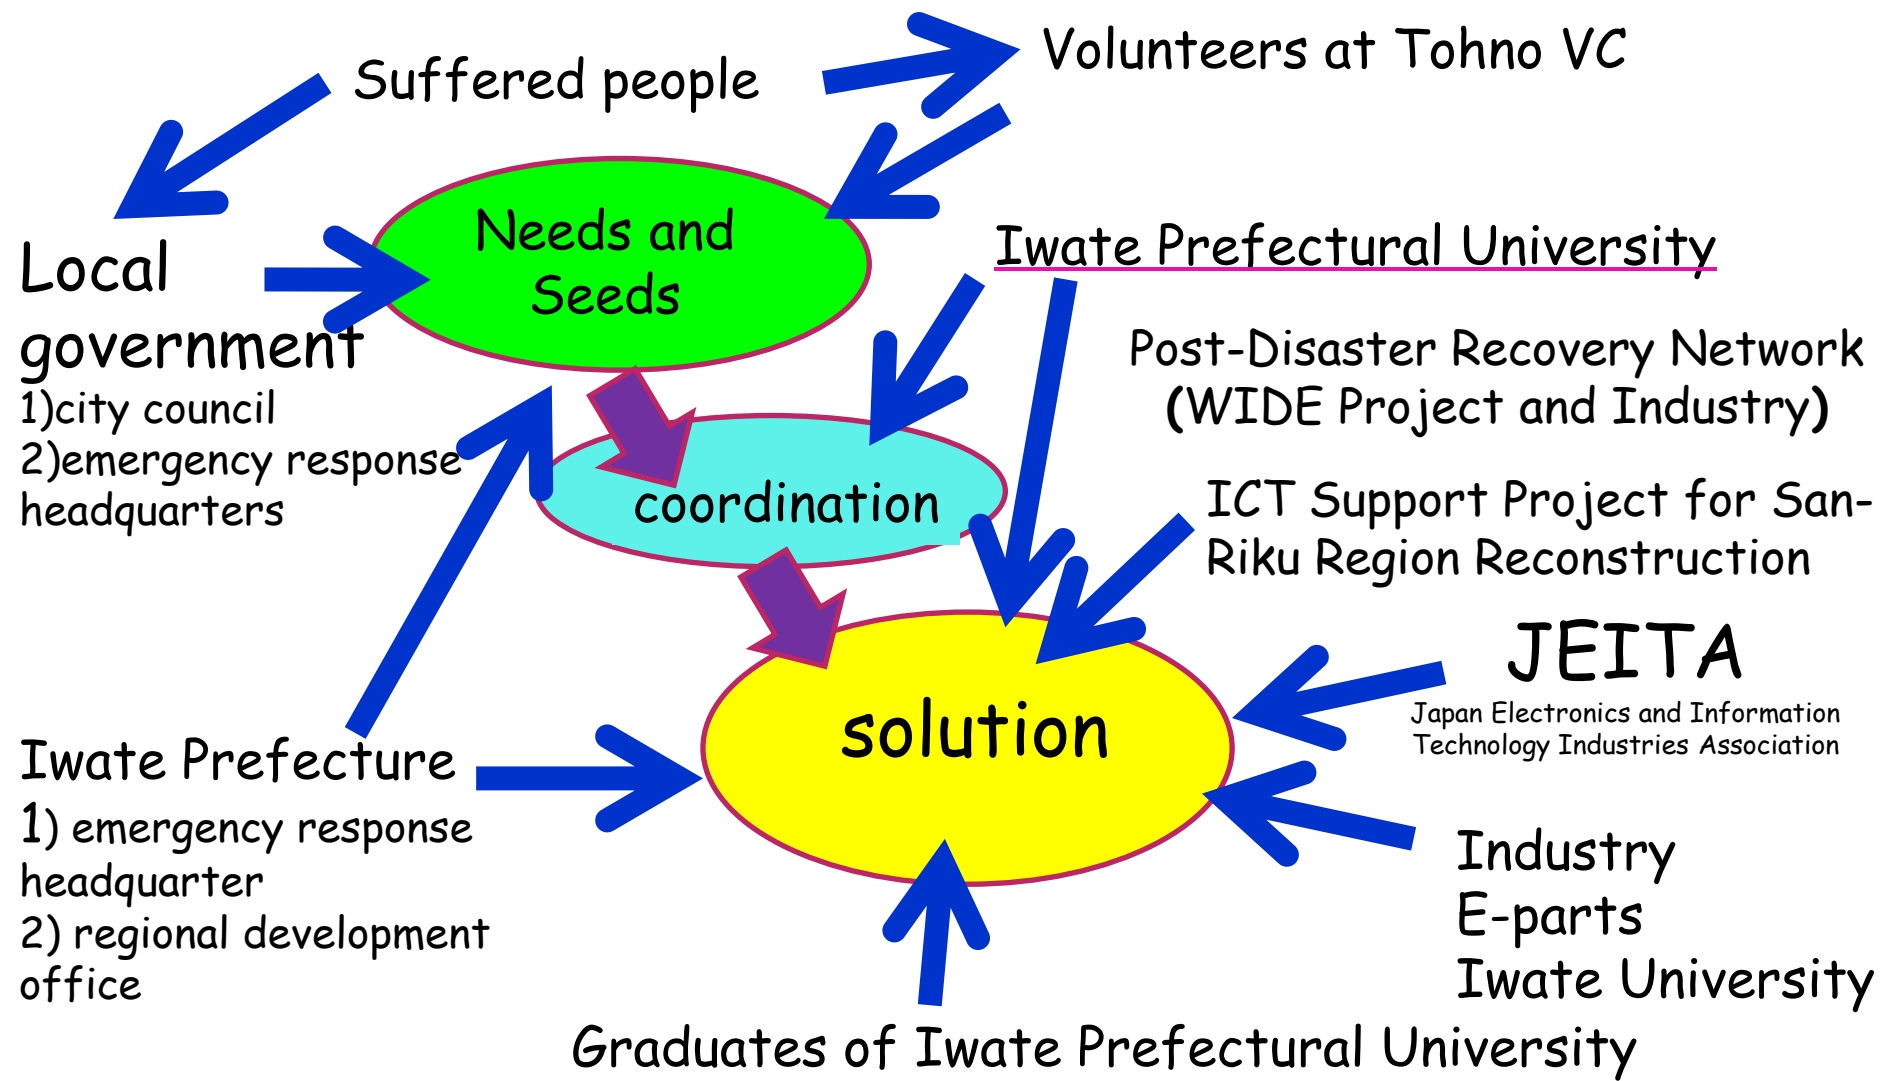 Suffered people
Volunteers at Tohno VC
Needs and
Seeds
Local
government
1)city council
2)emergency response
headquarters
Iwate Prefectural University
Post-Disaster Recovery Network
(WIDE Project and Industry)
coordination
ICT Support Project for San-
Riku Region Reconstruction
JEITA
Japan Electronics and Information
Technology Industries Association
solution
Iwate Prefecture
1) emergency response
headquarter
2) regional development
office
Industry
E-parts
Iwate University
Graduates of Iwate Prefectural University